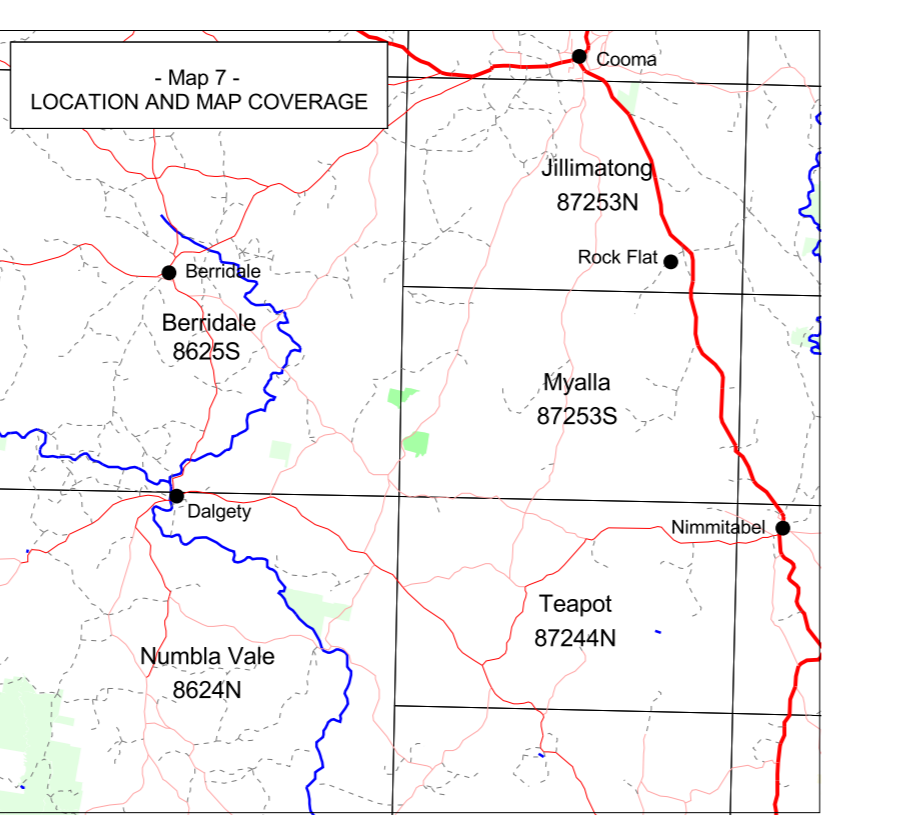 - Map 7 -
LOCATION AND MAP COVERAGE
Cooma
Jillimatong
87253N
Rock Flat
Berridale
Berridale
8625S
Myalla
87253S
Dalgety
Nimmitabel
Teapot
87244N
Numbla Vale
8624N